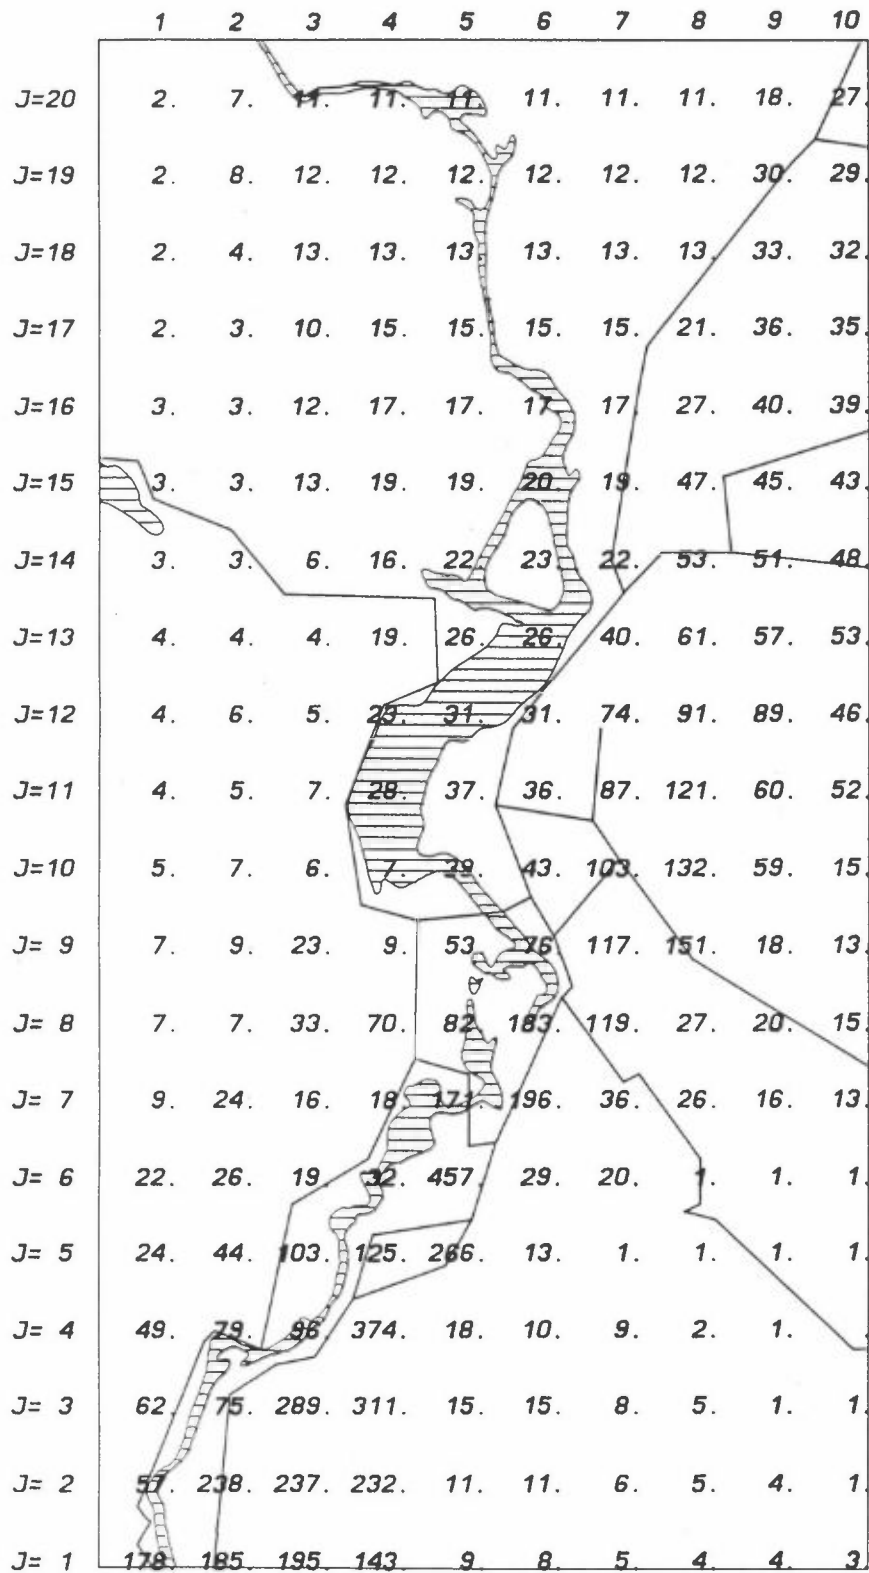 1 2 3 4 5 6 7 8 9 10
J=20 2. 7. 11. 11. 11. 11. 11. 11. 18. 27.
J=19 2. 8. 12. 12. 12. 12. 12. 12. 30. 29.
J=18 2. 4. 13. 13. 13. 13. 13. 13. 33. 32.
J=17 2. 3. 10. 15. 15. 15. 15. 21. 36. 35.
J=16 3. 3. 12. 17. 17. 17. 17. 27. 40. 39.
J=15 3. 3. 13. 19. 19. 20. 19. 47. 45. 43.
J=14 3. 3. 6. 16. 22. 23. 22. 53. 51. 48.
J=13 4. 4. 4. 19. 26. 26. 40. 61. 57. 53.
J=12 4. 6. 5. 23. 31. 31. 74. 91. 89. 46.
J=11 4. 5. 7. 28. 37. 36. 87. 121. 60. 52.
J=10 5. 7. 6. 7. 39. 43. 103. 132. 59. 15.
J= 9 7. 9. 23. 9. 53. 76. 117. 151. 18. 13.
J= 8 7. 7. 33. 70. 82. 183. 119. 27. 20. 15.
J= 7 9. 24. 16. 18. 171. 196. 36. 26. 16. 13.
J= 6 22. 26. 19. 32. 457. 29. 20. 1. 1. 1.
J= 5 24. 44. 103. 125. 266. 13. 1. 1. 1. 1.
J= 4 49. 79. 96. 374. 18. 10. 9. 2. 1.
J= 3 62. 75. 289. 311. 15. 15. 8. 5. 1. 1.
J= 2 57. 238. 237. 232. 11. 11. 6. 5. 4. 1.
J= 1 178. 185. 195. 143. 9. 8. 5. 4. 4. 3.